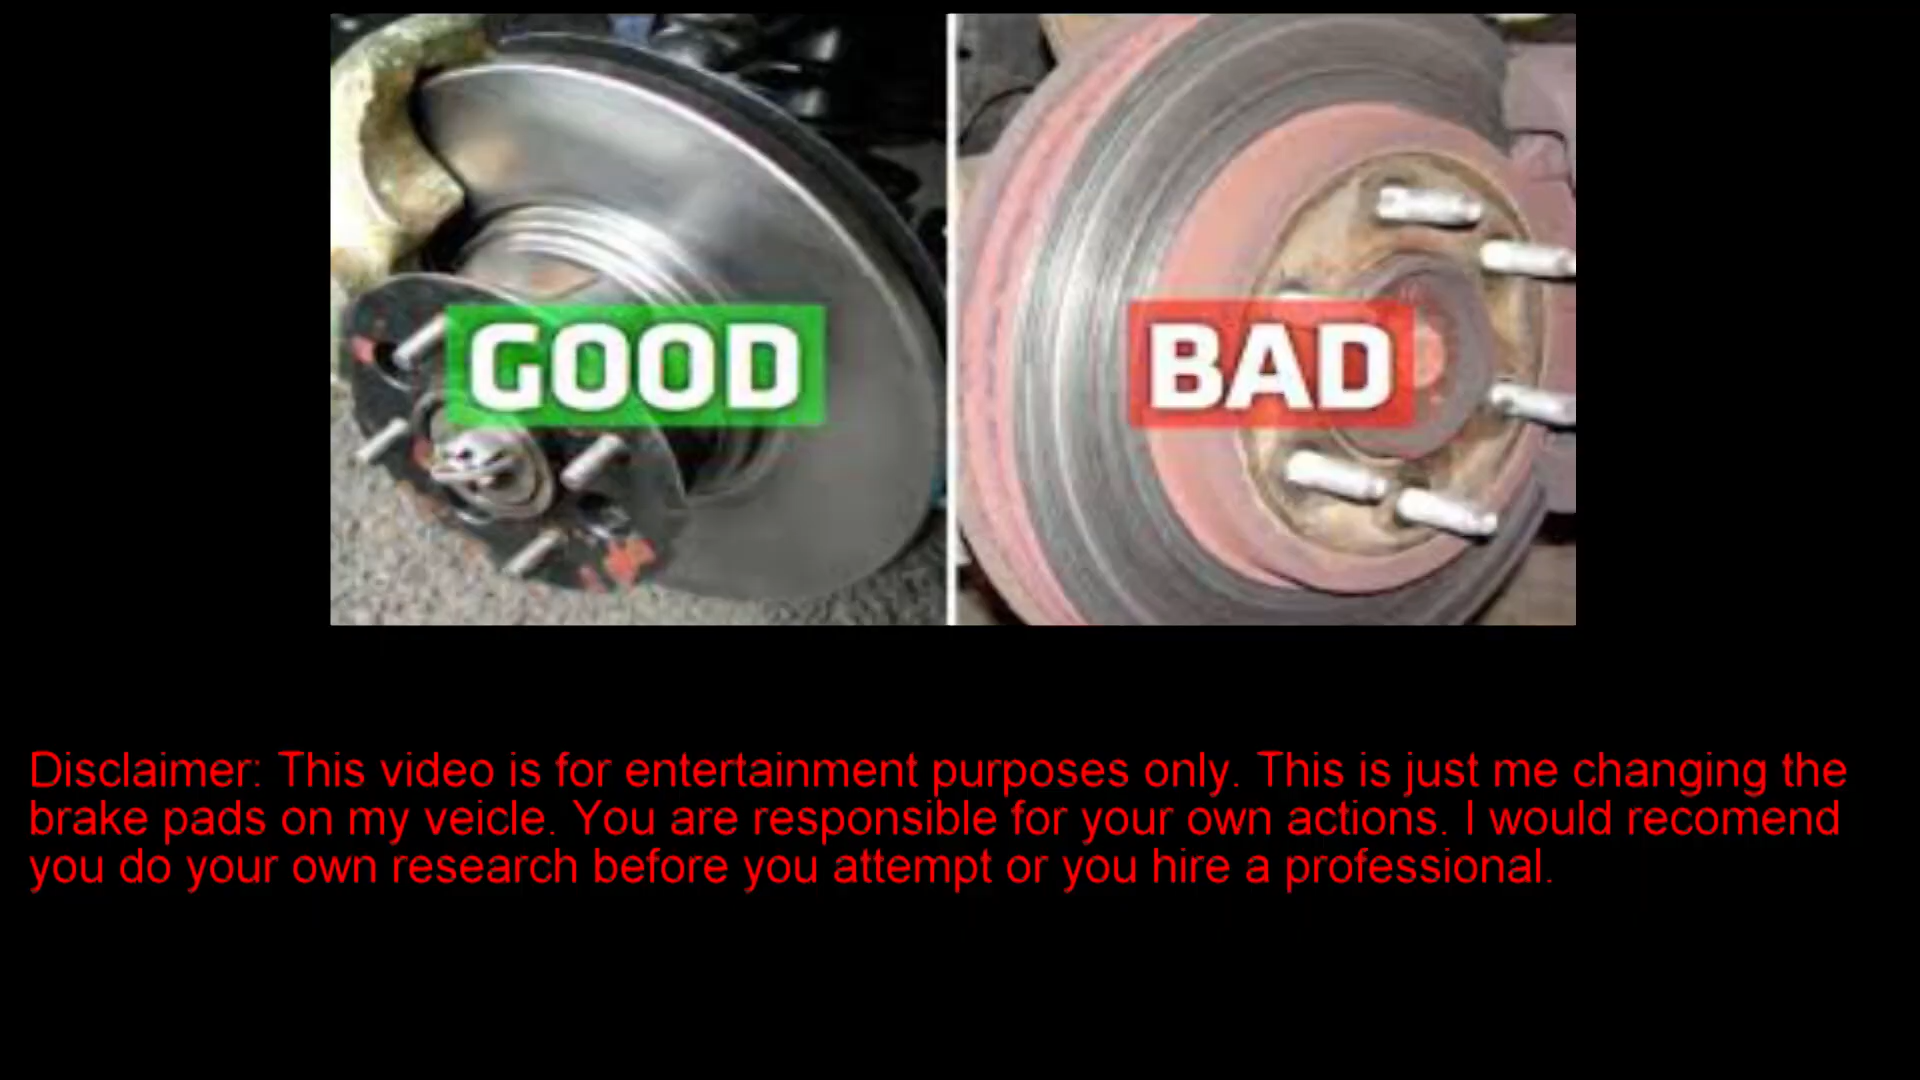 GOOD
BAD
Disclaimer: This video is for entertainment purposes only. This is just me changing the
brake pads on my veicle. You are responsible for your own actions. I would recomend
you do your own research before you attempt or you hire a professional.